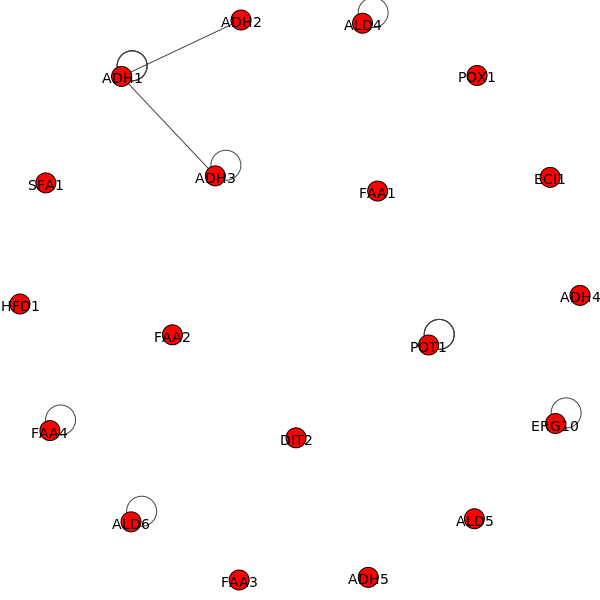 ADH2
ALD4
ADH1
POX1
ADH3
SFA1
FAA1
ECI1
ADH4
HFD1
FAA2
POT1
ERG10
FAA4
DIT2
ALD5
ALD6
ADH5
FAA3